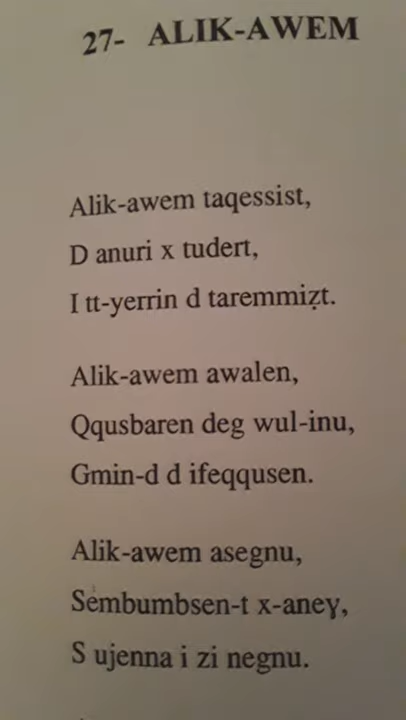 27- ALIK-AWEM
Alik-awem taqessist,
D anuri x tudert,
I tt-yerrin d taremmiẓt.
Alik-awem awalen,
Qqusbaren deg wul-inu,
Gmin-d d ifeqqusen.
Alik-awem asegnu,
Sembumbsen-t x-aneɣ,
S ujenna i zi negnu.